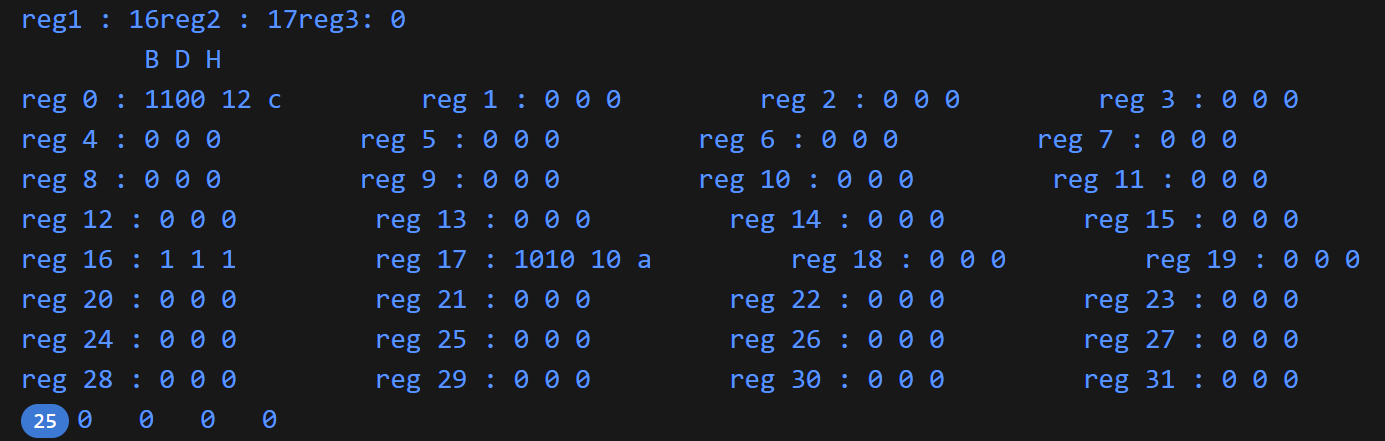 reg1 : 16reg2 : 17reg3: 0
B D H
reg 0 : 1100 12 c reg 1 : 0 0 0 reg 2 : 0 0 0 reg 3 : 0 0 0
reg 4 : 0 0 0 reg 5 : 0 0 0 reg 6 : 0 0 0 reg 7 : 0 0 0
reg 8 : 0 0 0 reg 9 : 0 0 0 reg 10 : 0 0 0 reg 11 : 0 0 0
reg 12 : 0 0 0 reg 13 : 0 0 0 reg 14 : 0 0 0 reg 15 : 0 0 0
reg 16 : 1 1 1 reg 17 : 1010 10 a reg 18 : 0 0 0 reg 19 : 0 0 0
reg 20 : 0 0 0 reg 21 : 0 0 0 reg 22 : 0 0 0 reg 23 : 0 0 0
reg 24 : 0 0 0 reg 25 : 0 0 0 reg 26 : 0 0 0 reg 27 : 0 0 0
reg 28 : 0 0 0 reg 29 : 0 0 0 reg 30 : 0 0 0 reg 31 : 0 0 0
25 0 0 0 0